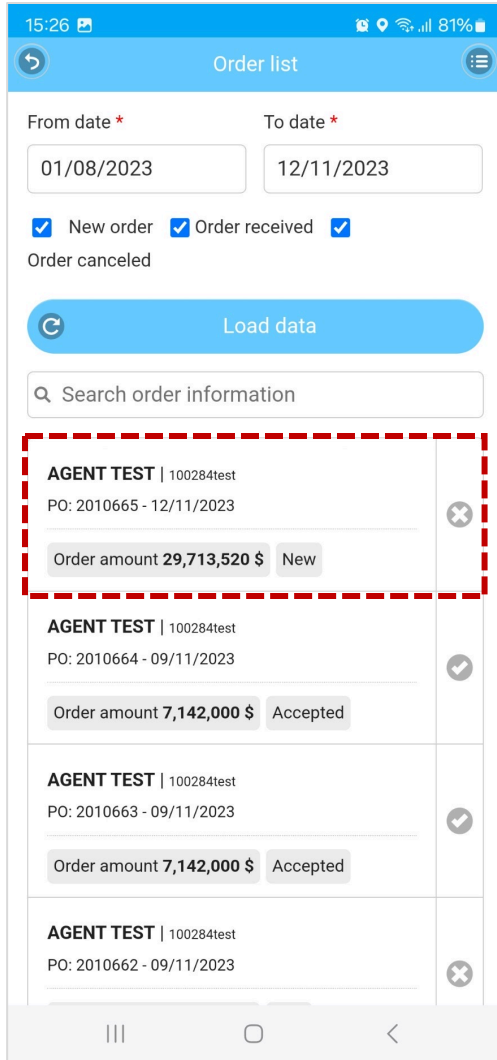 15:26 81%
Order list
From date * To date *
01/08/2023 12/11/2023
New order Order received
Order canceled
Load data
Search order information
AGENT TEST | 100284test
PO: 2010665 - 12/11/2023
Order amount 29,713,520 $ New
AGENT TEST | 100284test
PO: 2010664 - 09/11/2023
Order amount 7,142,000 $ Accepted
AGENT TEST | 100284test
PO: 2010663 - 09/11/2023
Order amount 7,142,000 $ Accepted
AGENT TEST | 100284test
PO: 2010662 - 09/11/2023